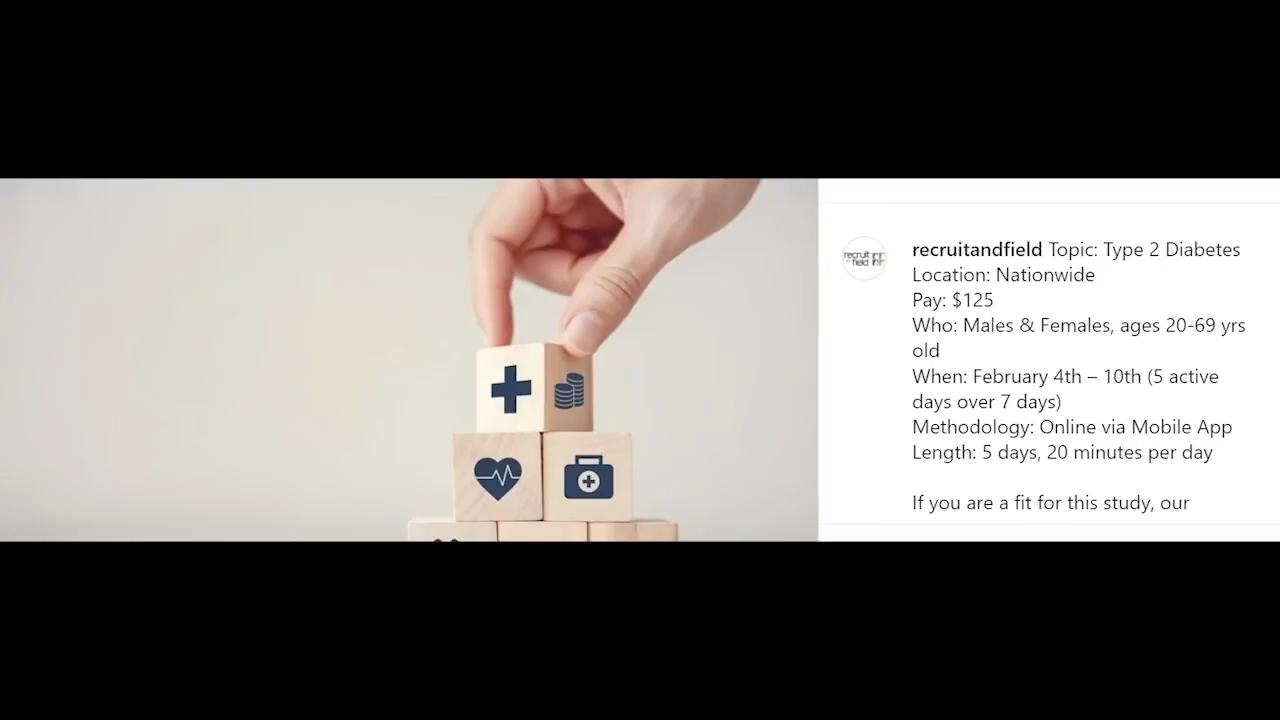 recruit
field
recruitandfield Topic: Type 2 Diabetes
Location: Nationwide
Pay: $125
Who: Males & Females, ages 20-69 yrs
old
When: February 4th – 10th (5 active
days over 7 days)
Methodology: Online via Mobile App
Length: 5 days, 20 minutes per day
If you are a fit for this study, our